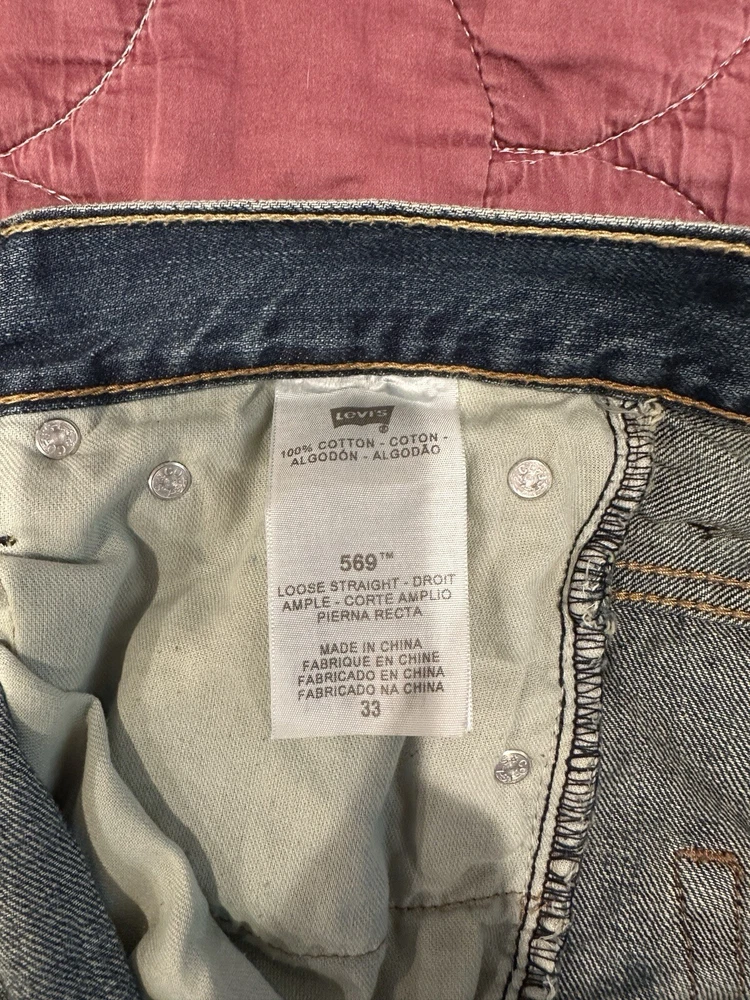 Levi's
®
100% COTTON - COTON -
ALGODÓN - ALGODÃO
569™
LOOSE STRAIGHT - DROIT
AMPLE - CORTE AMPLIO
PIERNA RECTA
MADE IN CHINA
FABRIQUE EN CHINE
FABRICADO EN CHINA
FABRICADO NA CHINA
33